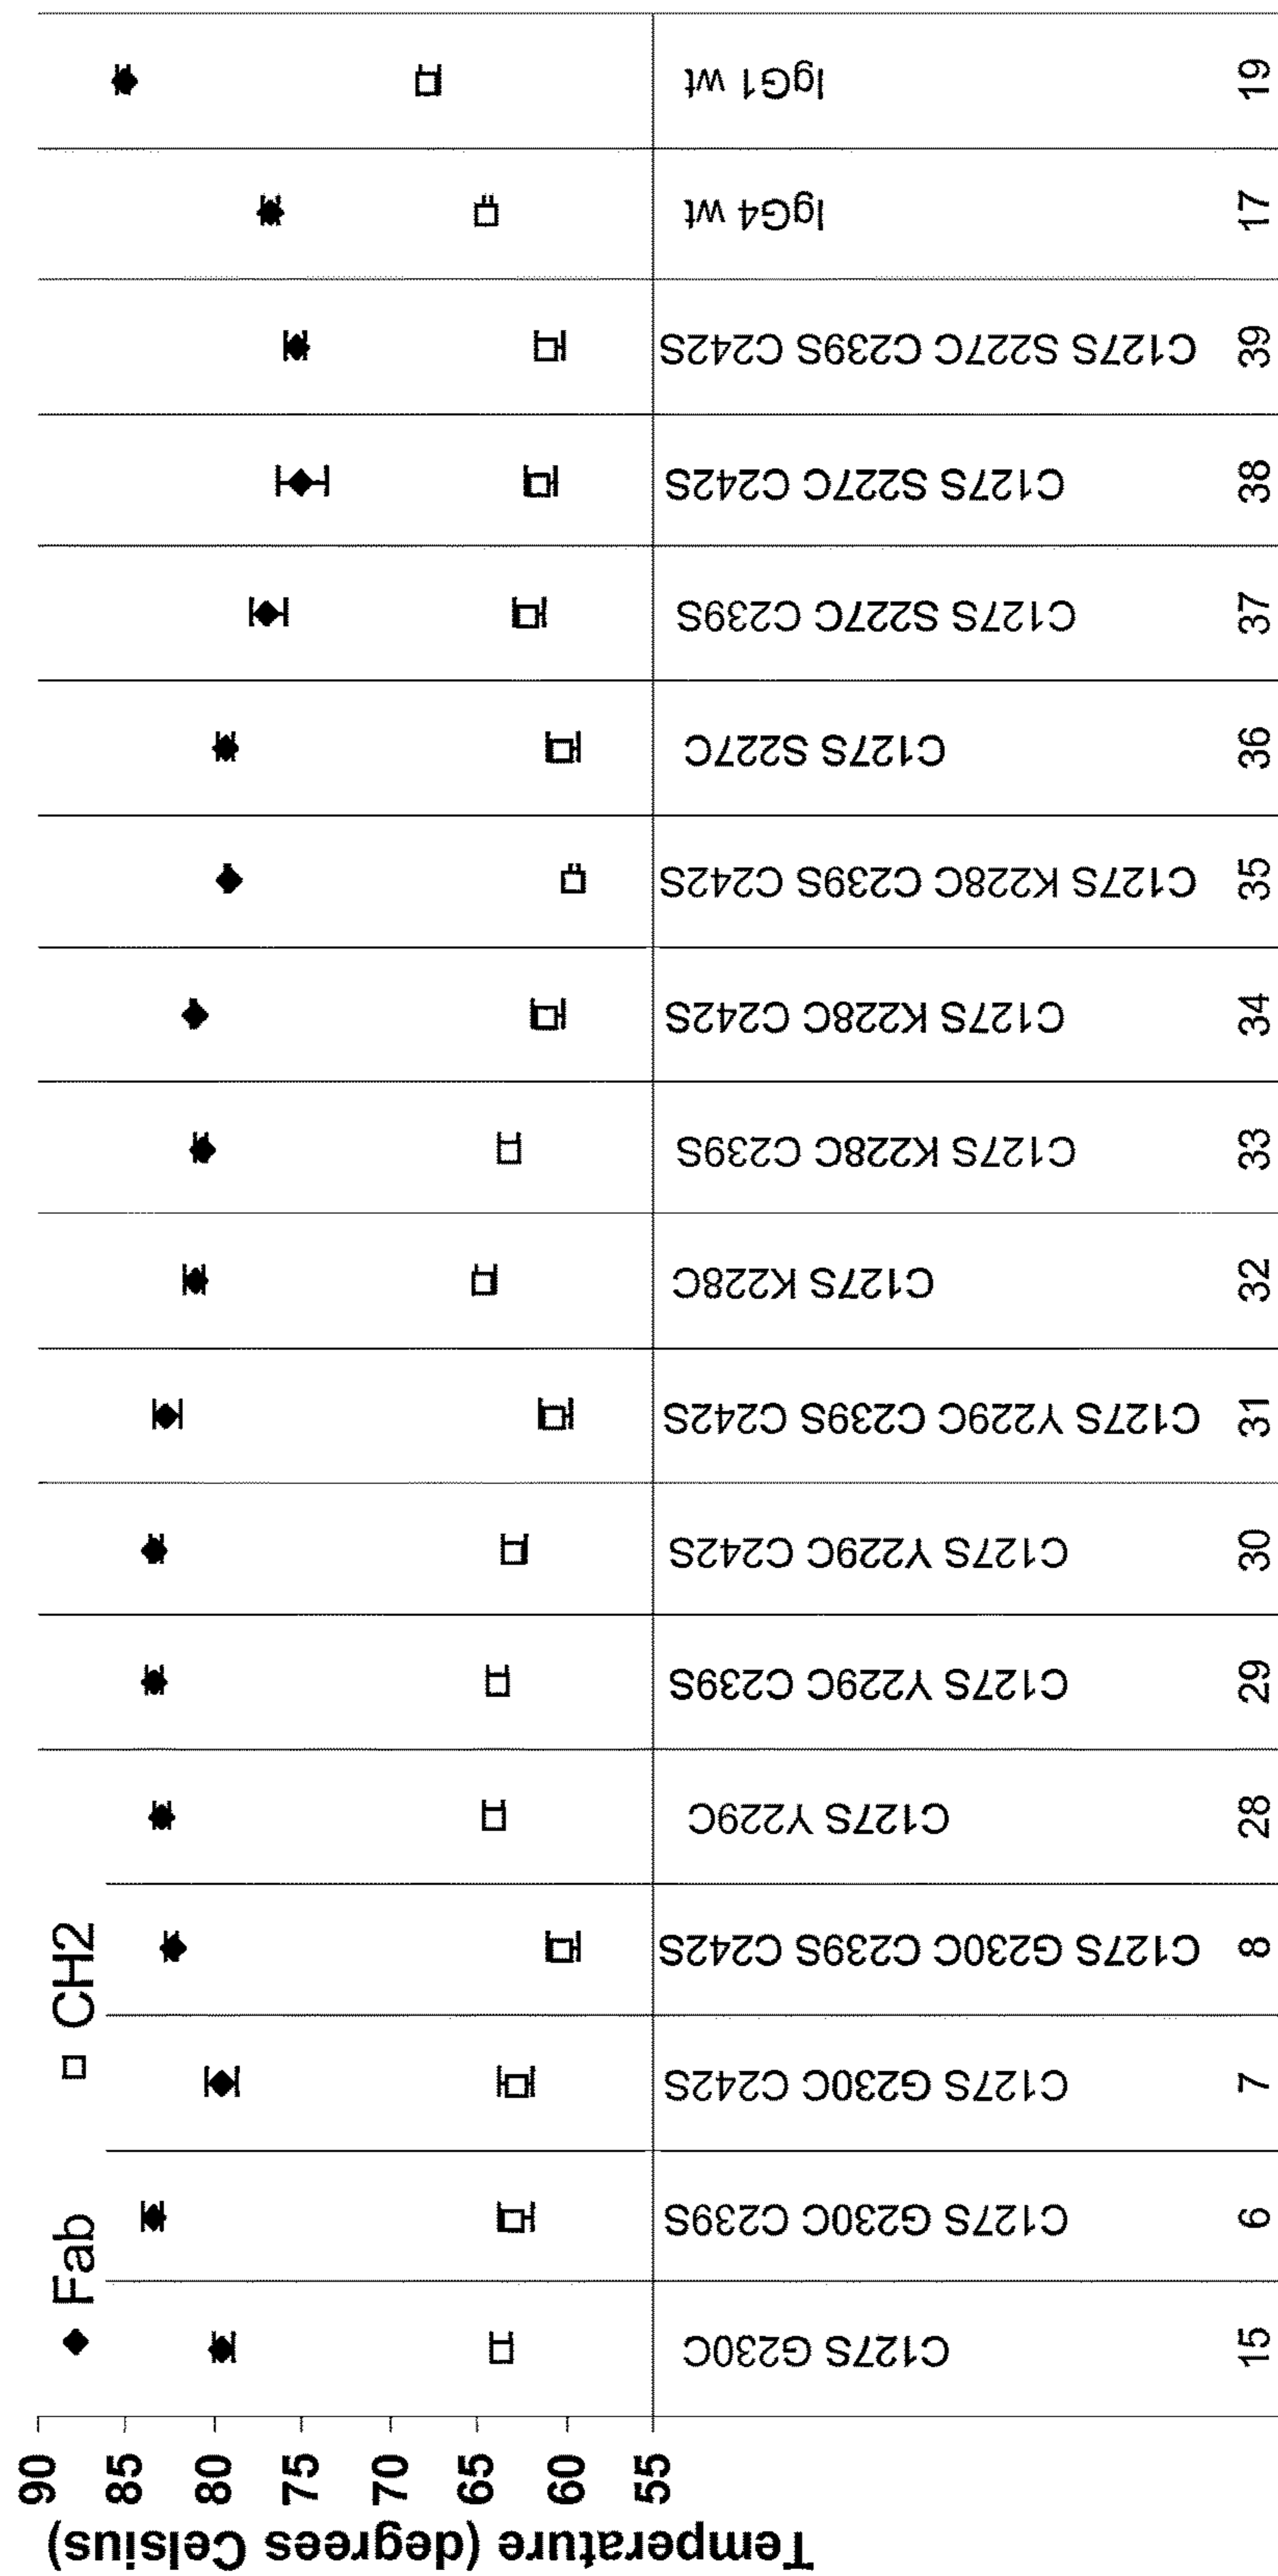 Temperature (degrees Celsius)
90
85
80
75
70
65
60
55
Fab
CH2
C127S G230C
C127S G230C C239S
C127S G230C C242S
C127S G230C C239S C242S
C127S Y229C
C127S Y229C C239S
C127S Y229C C242S
C127S Y229C C239S C242S
C127S K228C
C127S K228C C239S
C127S K228C C242S
C127S K228C C239S C242S
C127S S227C
C127S S227C C239S
C127S S227C C242S
C127S S227C C239S C242S
IgG4 wt
IgG1 wt
15
6
7
8
28
29
30
31
32
33
34
35
36
37
38
39
17
19